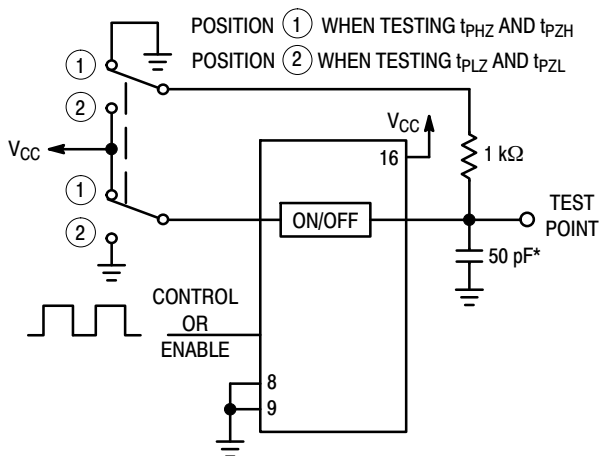 POSITION 1 WHEN TESTING tPHZ AND tPZH
POSITION 2 WHEN TESTING tPLZ AND tPZL
1
2
VCC
1
2
VCC
16
1 kΩ
ON/OFF
TEST
POINT
50 pF*
CONTROL
OR
ENABLE
8
9